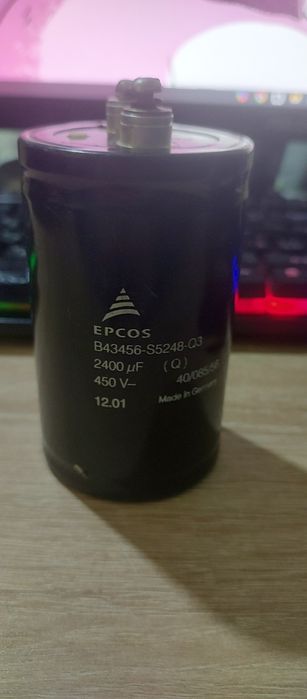 EPCOS
B43456-S5248-Q3
2400 µF (Q)
40/085/56
450 V–
12.01 Made in Germany